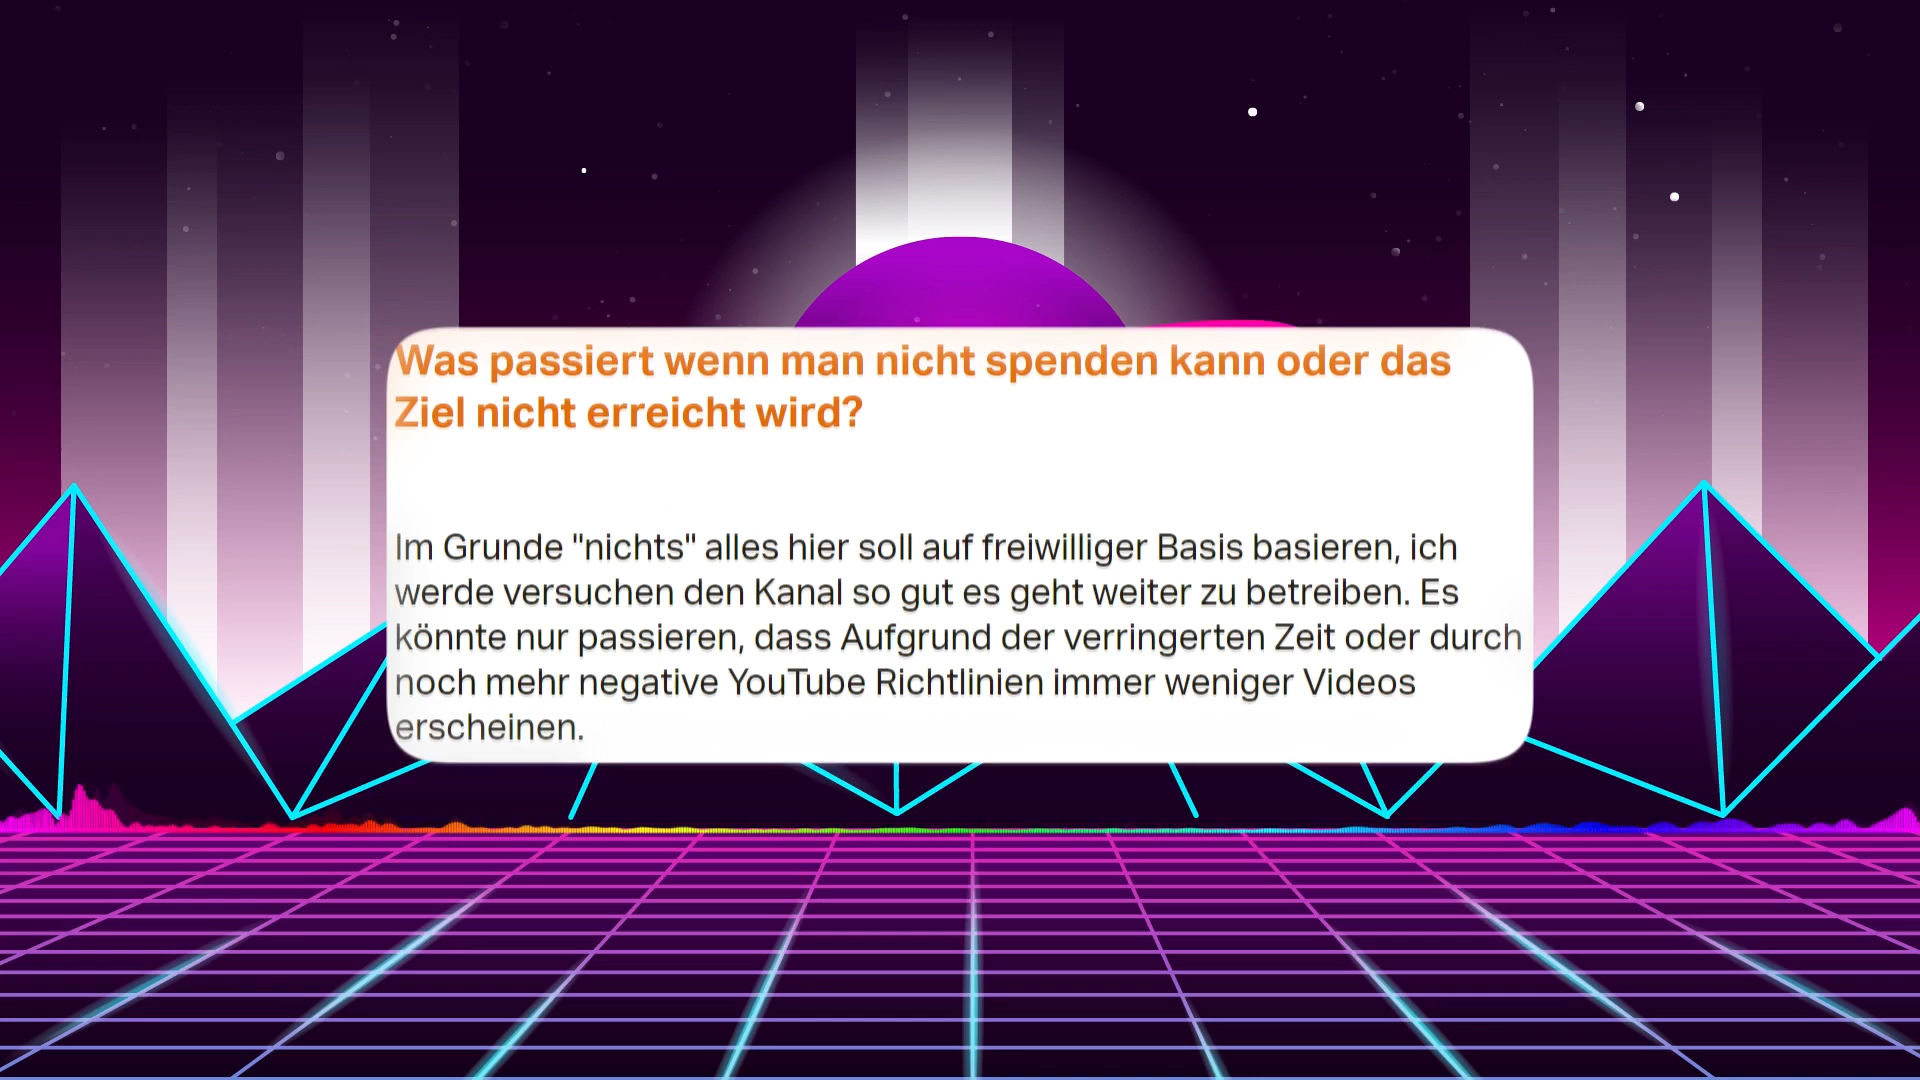 Was passiert wenn man nicht spenden kann oder das
Ziel nicht erreicht wird?
Im Grunde "nichts" alles hier soll auf freiwilliger Basis basieren, ich
werde versuchen den Kanal so gut es geht weiter zu betreiben. Es
könnte nur passieren, dass Aufgrund der verringerten Zeit oder durch
noch mehr negative YouTube Richtlinien immer weniger Videos
erscheinen.